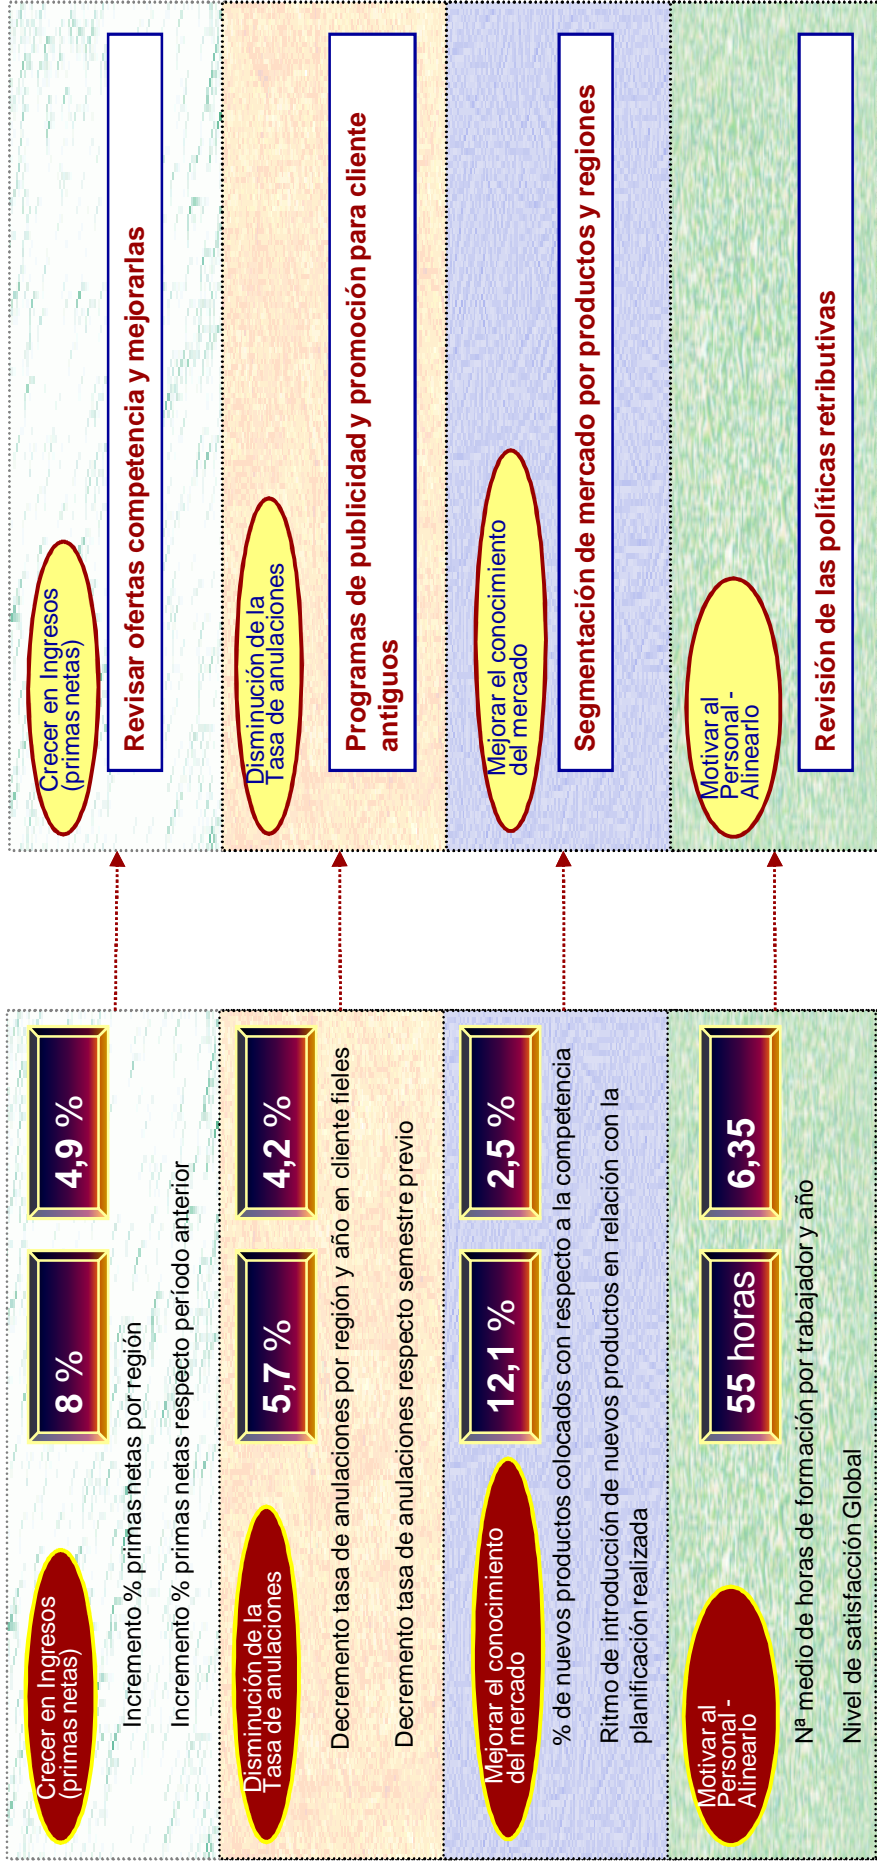 Crecer en Ingresos
(primas netas)
8 %
4,9 %
Incremento % primas netas por región
Incremento % primas netas respecto período anterior
Disminución de la
Tasa de anulaciones
5,7 %
4,2 %
Decremento tasa de anulaciones por región y año en cliente fieles
Decremento tasa de anulaciones respecto semestre previo
Mejorar el conocimiento
del mercado
12,1 %
2,5 %
% de nuevos productos colocados con respecto a la competencia
Ritmo de introducción de nuevos productos en relación con la
planificación realizada
Motivar al
Personal -
Alinearlo
55 horas
6,35
Nª medio de horas de formación por trabajador y año
Nivel de satisfacción Global
Crecer en Ingresos
(primas netas)
Revisar ofertas competencia y mejorarlas
Disminución de la
Tasa de anulaciones
Programas de publicidad y promoción para cliente
antiguos
Mejorar el conocimiento
del mercado
Segmentación de mercado por productos y regiones
Motivar al
Personal -
Alinearlo
Revisión de las políticas retributivas